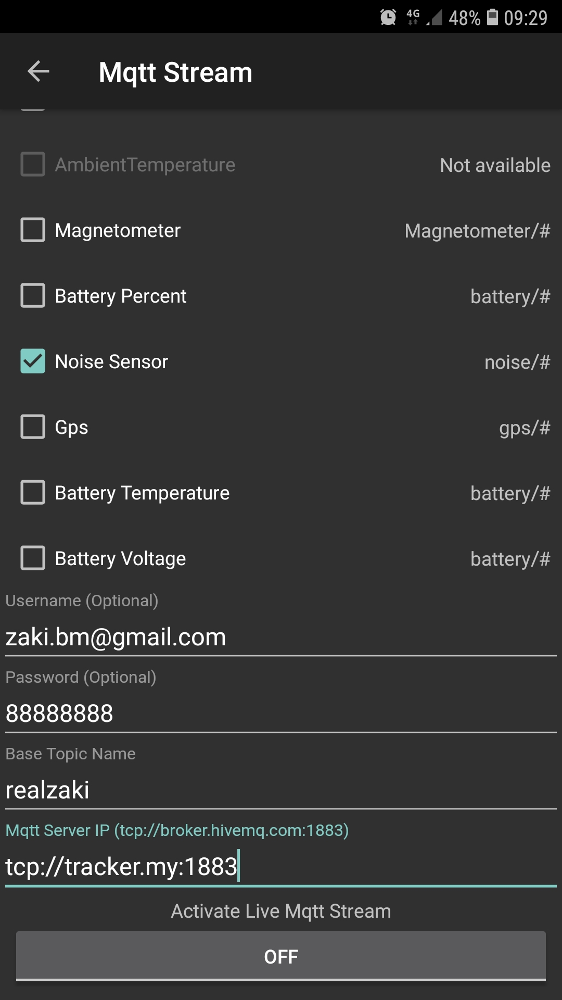 4G 48% 09:29
Mqtt Stream
AmbientTemperature Not available
Magnetometer Magnetometer/#
Battery Percent battery/#
Noise Sensor noise/#
Gps gps/#
Battery Temperature battery/#
Battery Voltage battery/#
Username (Optional)
zaki.bm@gmail.com
Password (Optional)
88888888
Base Topic Name
realzaki
Mqtt Server IP (tcp://broker.hivemq.com:1883)
tcp://tracker.my:1883
Activate Live Mqtt Stream
OFF